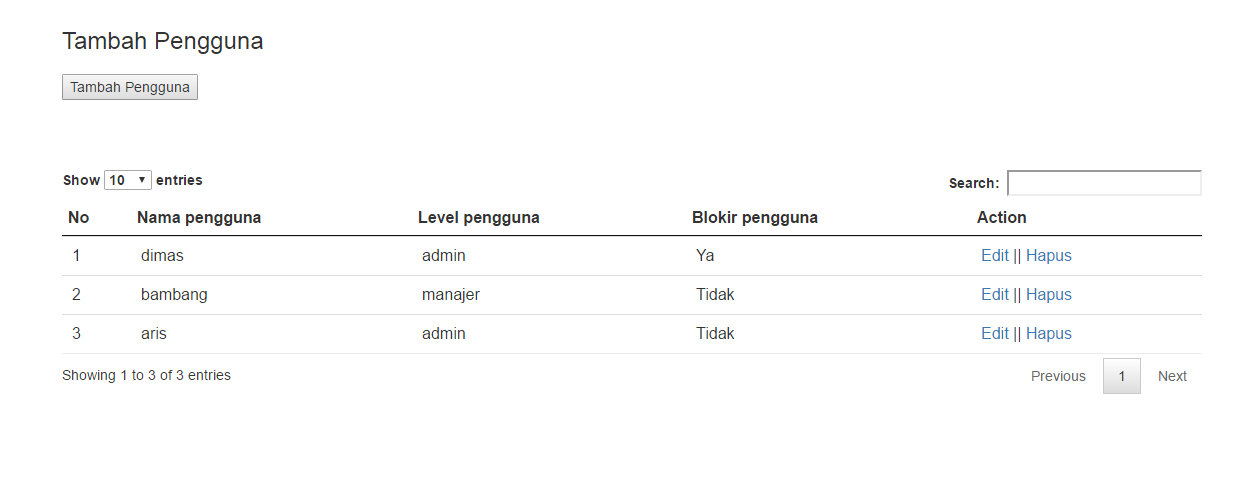 Tambah Pengguna
Tambah Pengguna
Show 10 entries
Search:
No Nama pengguna Level pengguna Blokir pengguna Action
1 dimas admin Ya Edit || Hapus
2 bambang manajer Tidak Edit || Hapus
3 aris admin Tidak Edit || Hapus
Showing 1 to 3 of 3 entries
Previous 1 Next